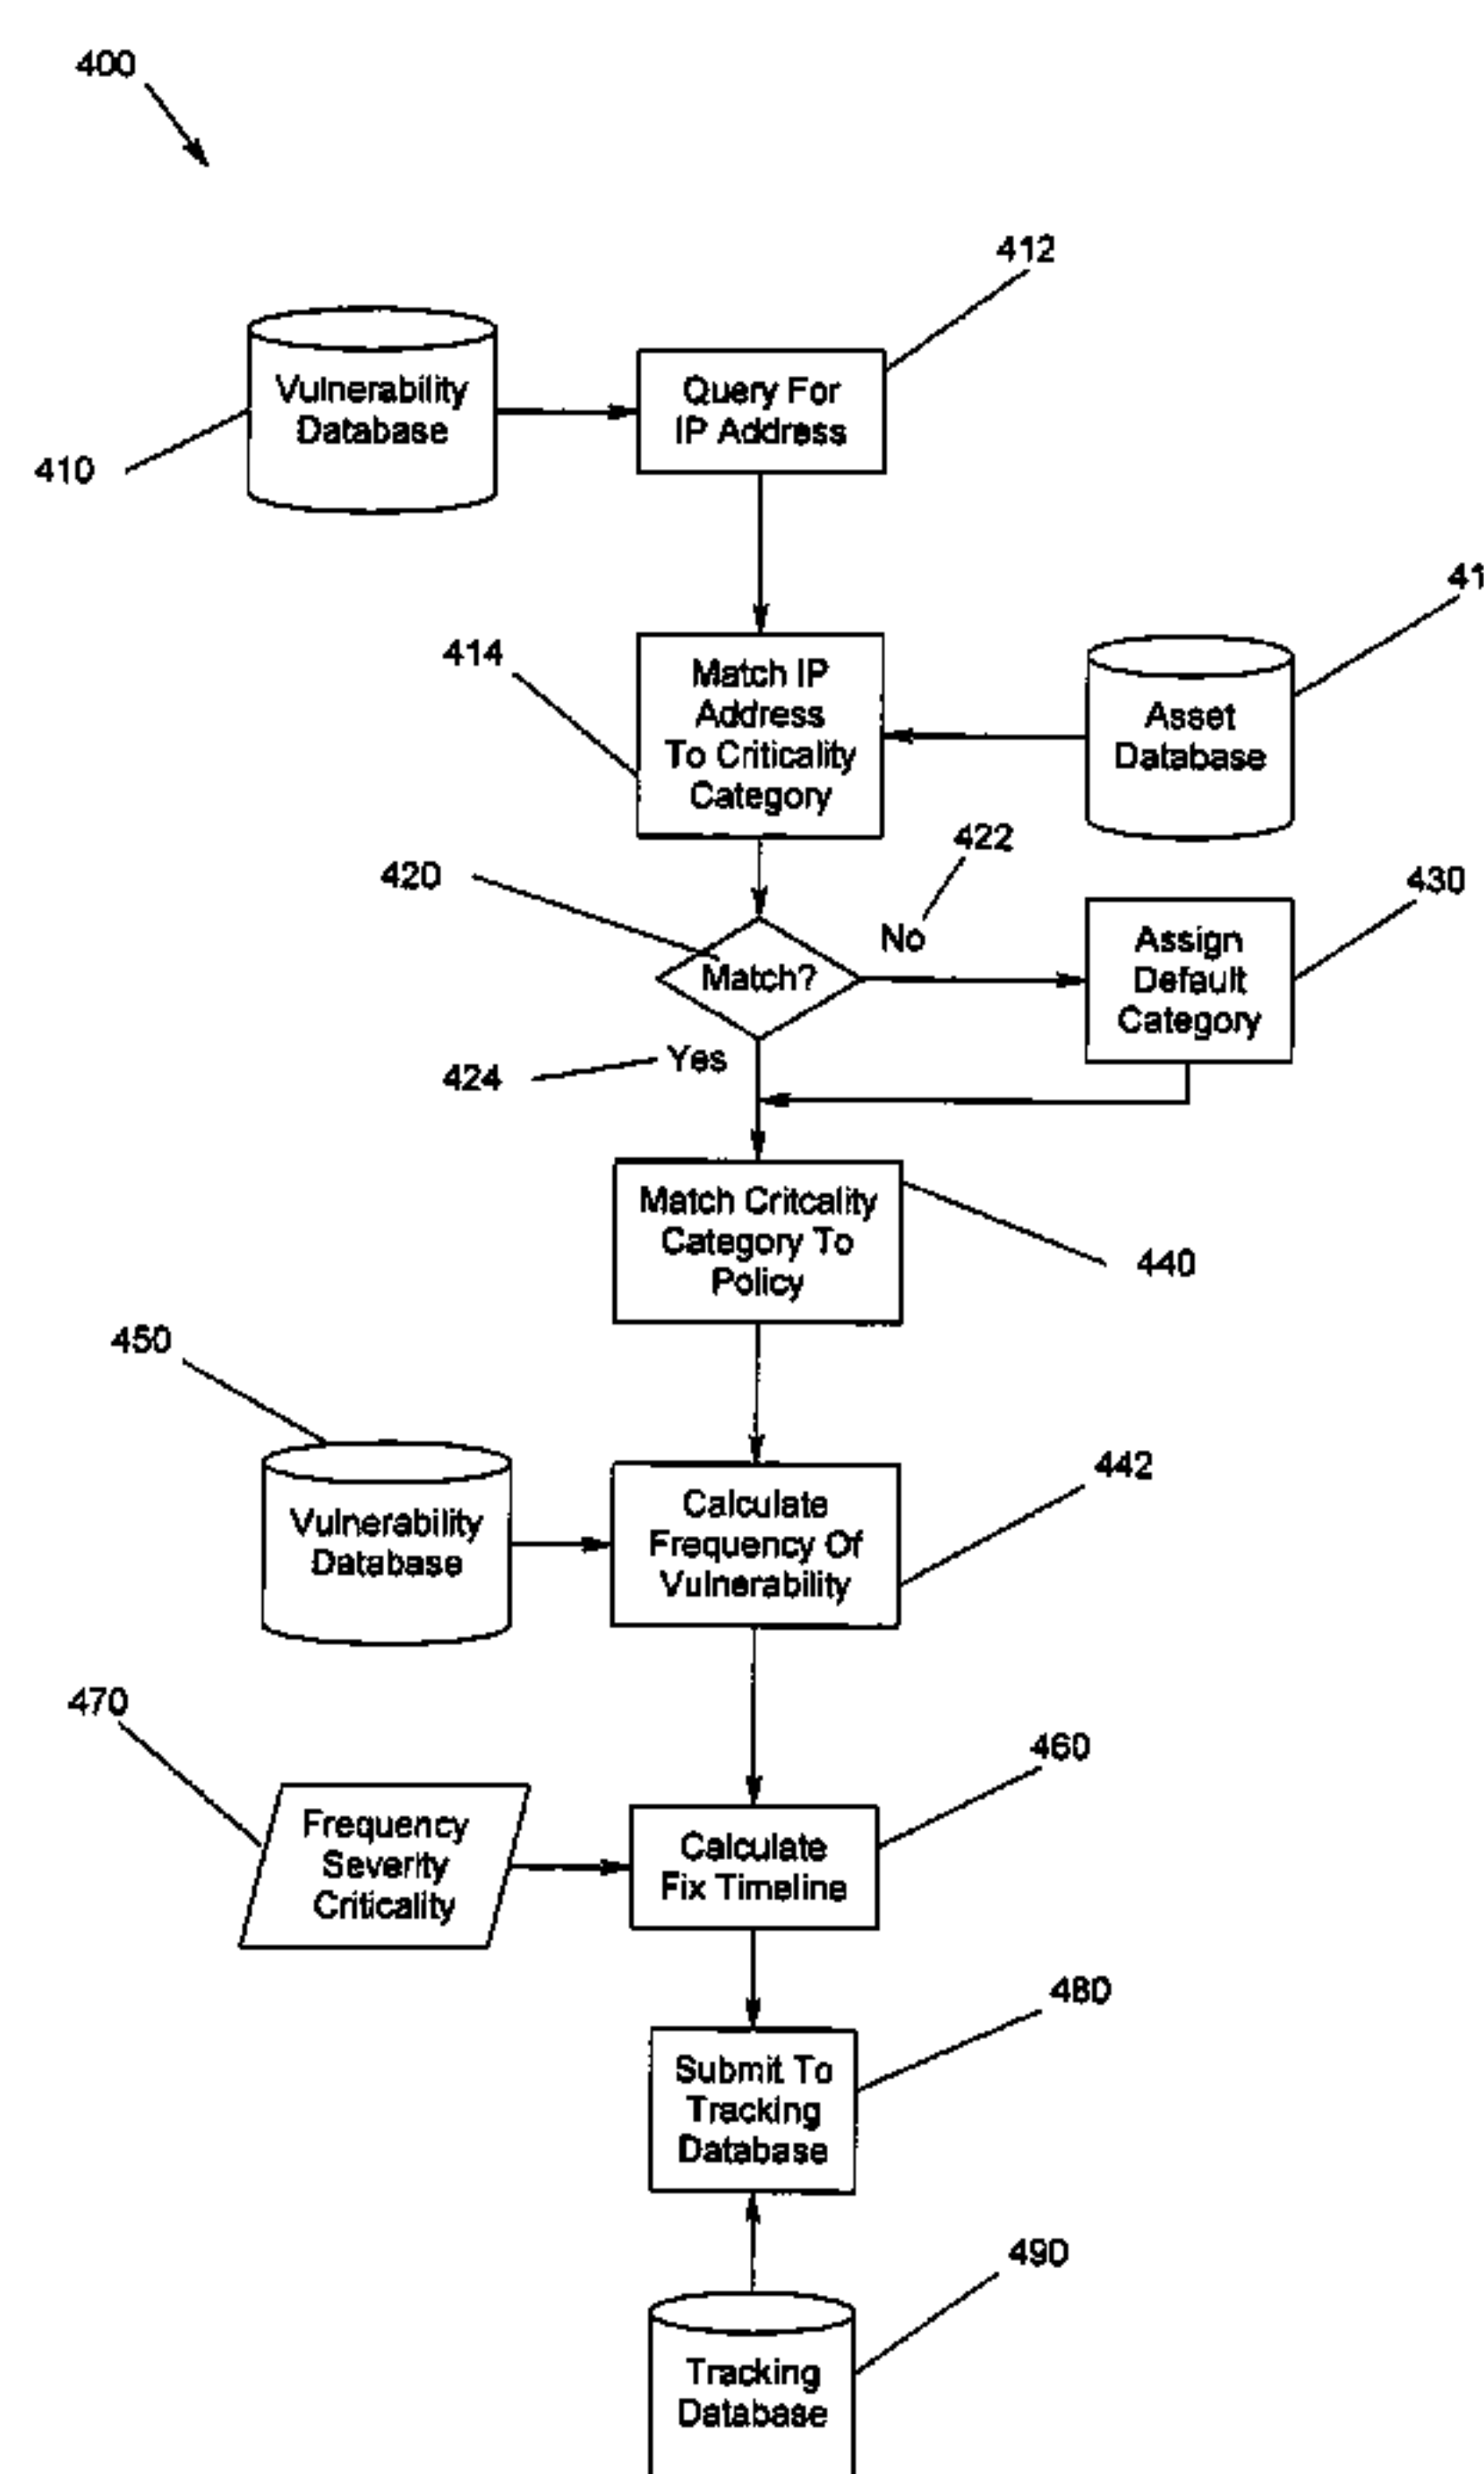 400
412
Vulnerability
Database
Query For
IP Address
410
414
Match IP
Address
To Criticality
Category
Asset
Database
422
420
430
No
Match?
Assign
Default
Category
Yes
424
Match Critcality
Category To
Policy
440
450
442
Vulnerability
Database
Calculate
Frequency Of
Vulnerability
470
460
Frequency
Severity
Criticality
Calculate
Fix Timeline
480
Submit To
Tracking
Database
490
Tracking
Database